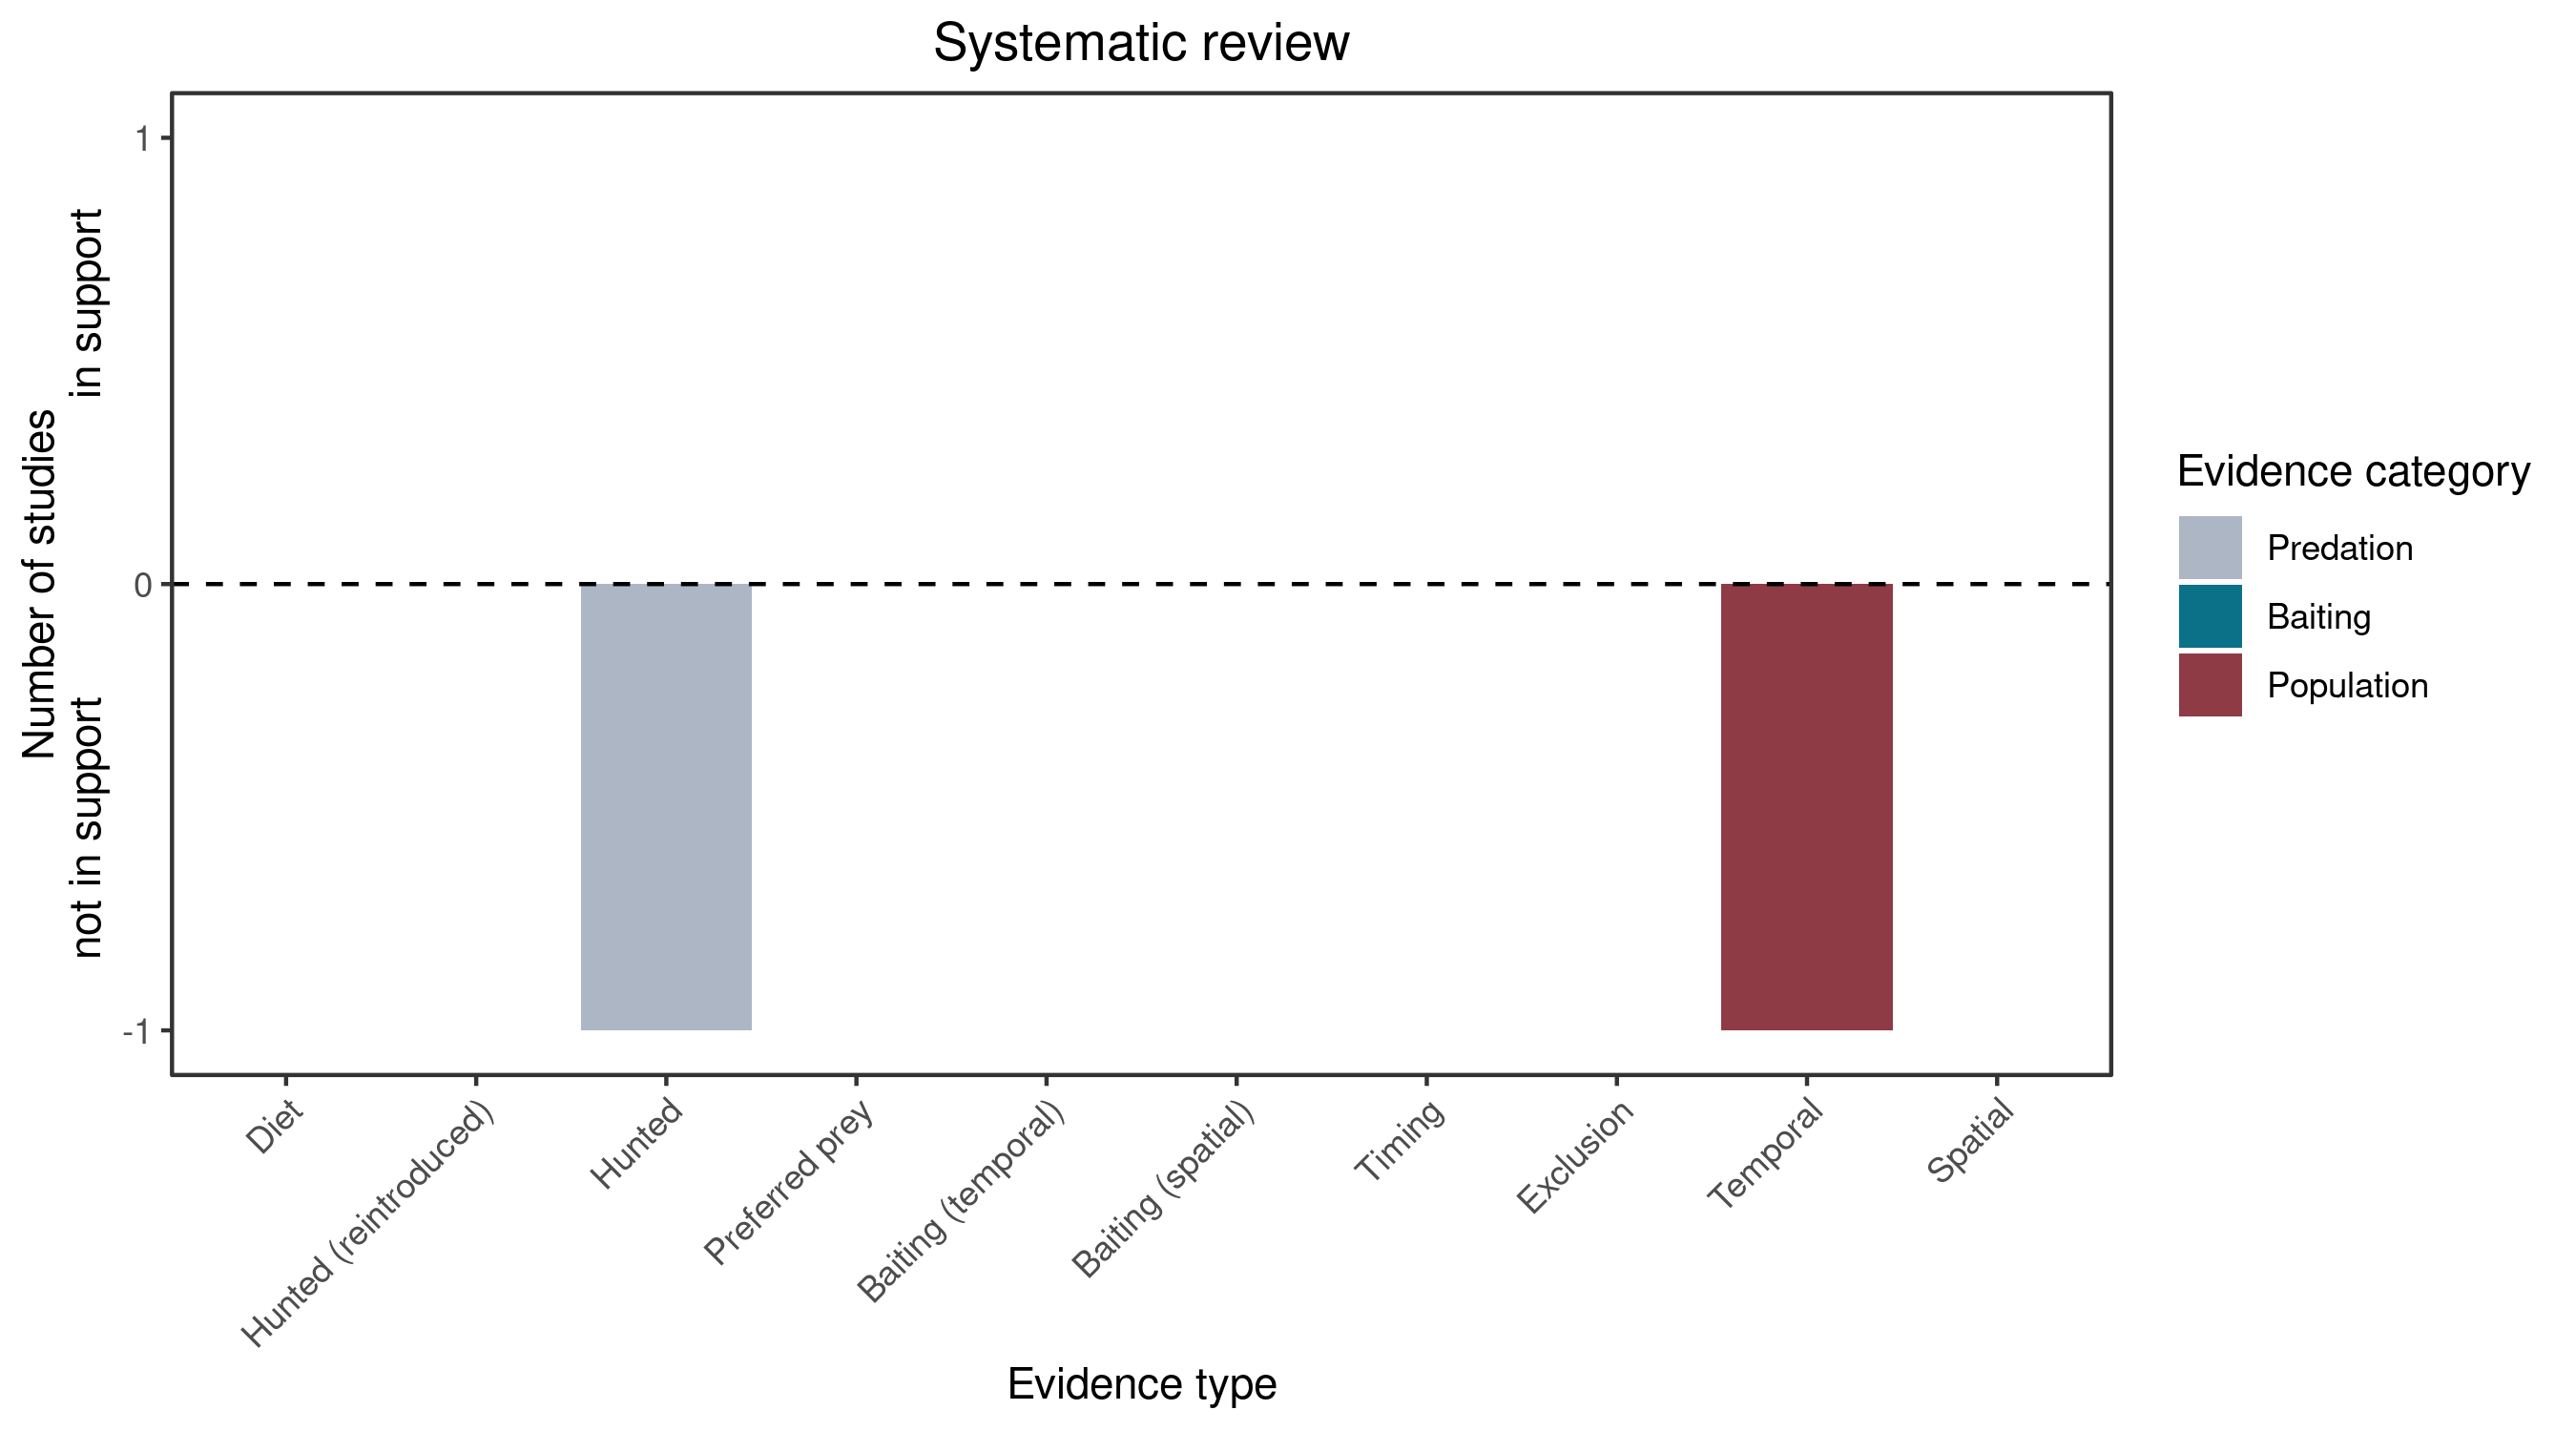 Systematic review
Number of studies
in support
not in support
1
0
-1
Diet
Hunted (reintroduced)
Hunted
Preferred prey
Baiting (temporal)
Baiting (spatial)
Timing
Exclusion
Temporal
Spatial
Evidence type
Evidence category
Predation
Baiting
Population